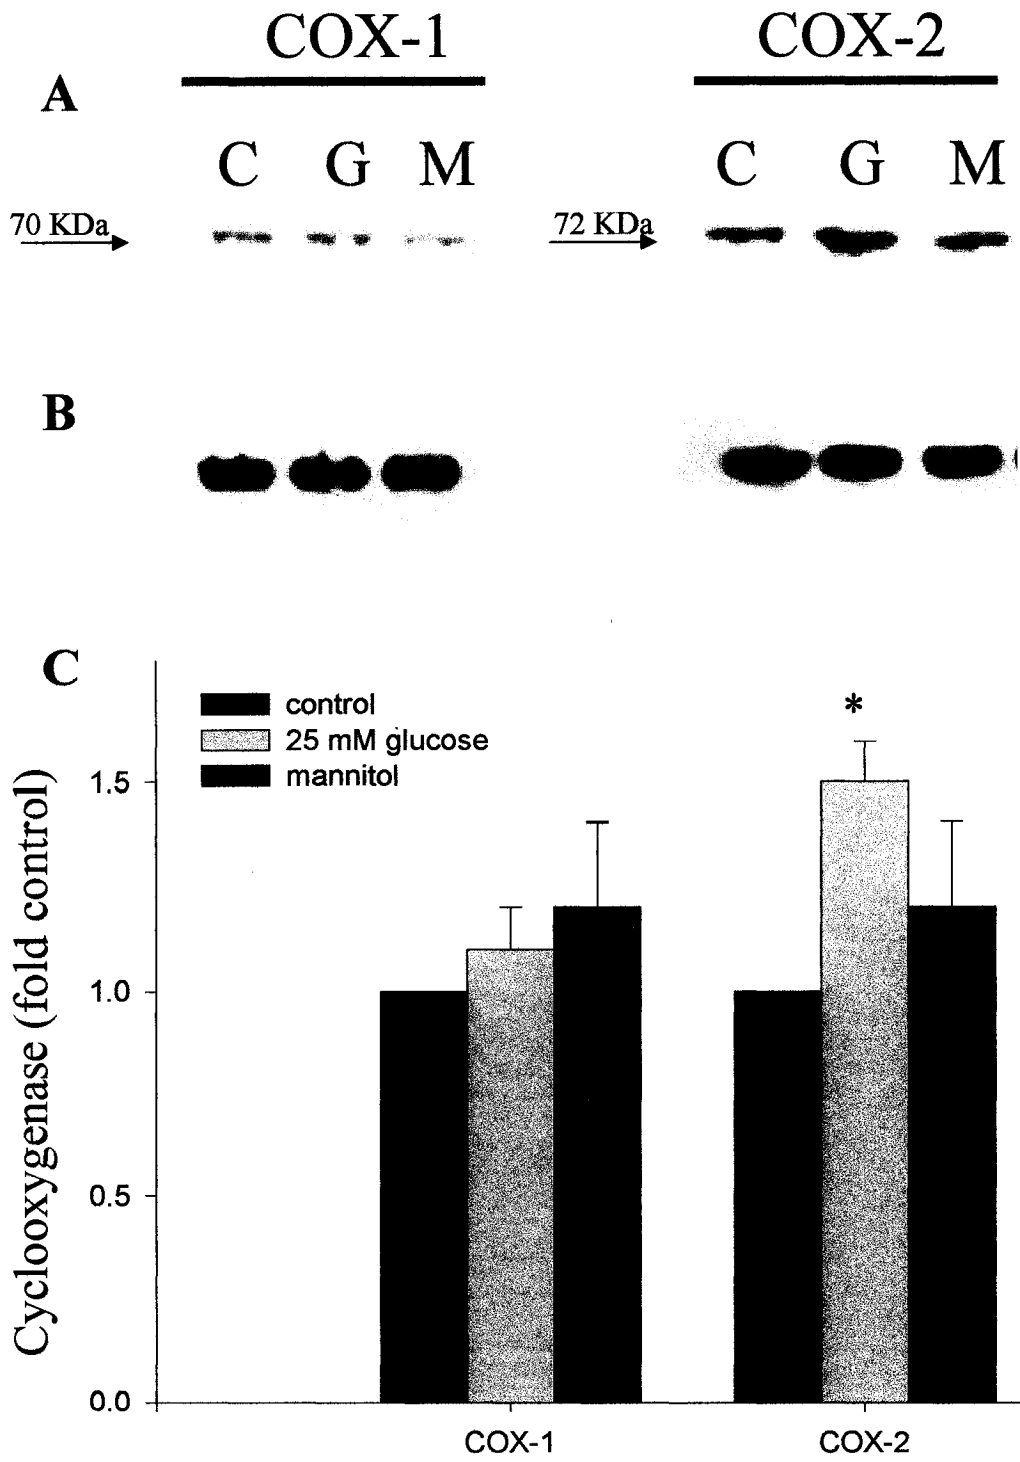 COX-1 COX-2
A
C G M C G M
70 KDa 72 KDa
B
C
control
25 mM glucose
mannitol
*
Cyclooxygenase (fold control)
1.5
1.0
0.5
0.0
COX-1 COX-2